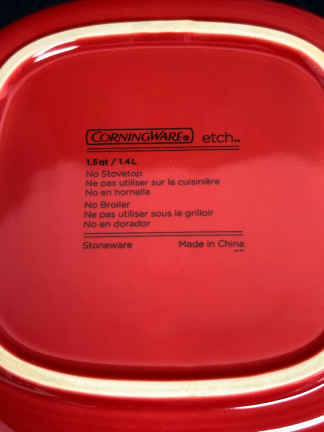 CORNINGWARE® etch™
1.5qt / 1.4L
No Stovetop
Ne pas utiliser sur la cuisinière
No en hornalla
No Broiler
Ne pas utiliser sous le grilloir
No en dorador
Stoneware Made in China